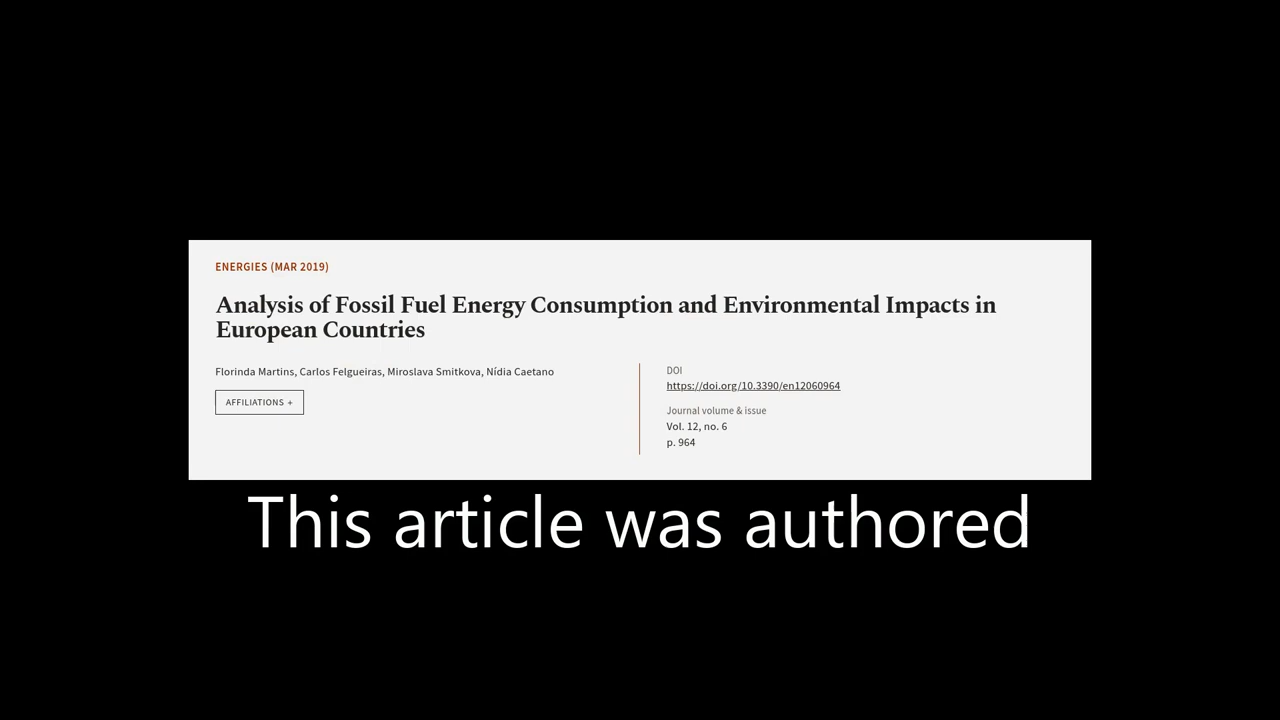 ENERGIES (MAR 2019)
Analysis of Fossil Fuel Energy Consumption and Environmental Impacts in
European Countries
Florinda Martins, Carlos Felgueiras, Miroslava Smitkova, Nídia Caetano
AFFILIATIONS +
DOI
https://doi.org/10.3390/en12060964
Journal volume & issue
Vol. 12, no. 6
p. 964
This article was authored